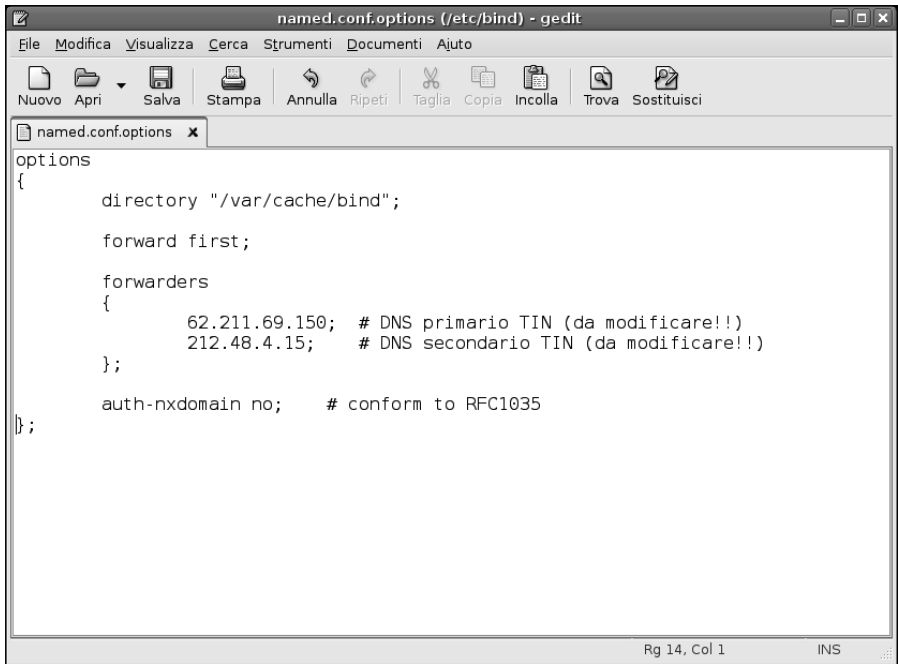 named.conf.options (/etc/bind) - gedit
File Modifica Visualizza Cerca Strumenti Documenti Aiuto
Nuovo Apri Salva Stampa Annulla Ripeti Taglia Copia Incolla Trova Sostituisci
named.conf.options
options
{
directory "/var/cache/bind";
forward first;
forwarders
{
62.211.69.150; # DNS primario TIN (da modificare!!)
212.48.4.15; # DNS secondario TIN (da modificare!!)
};
auth-nxdomain no; # conform to RFC1035
};
Rg 14, Col 1 INS